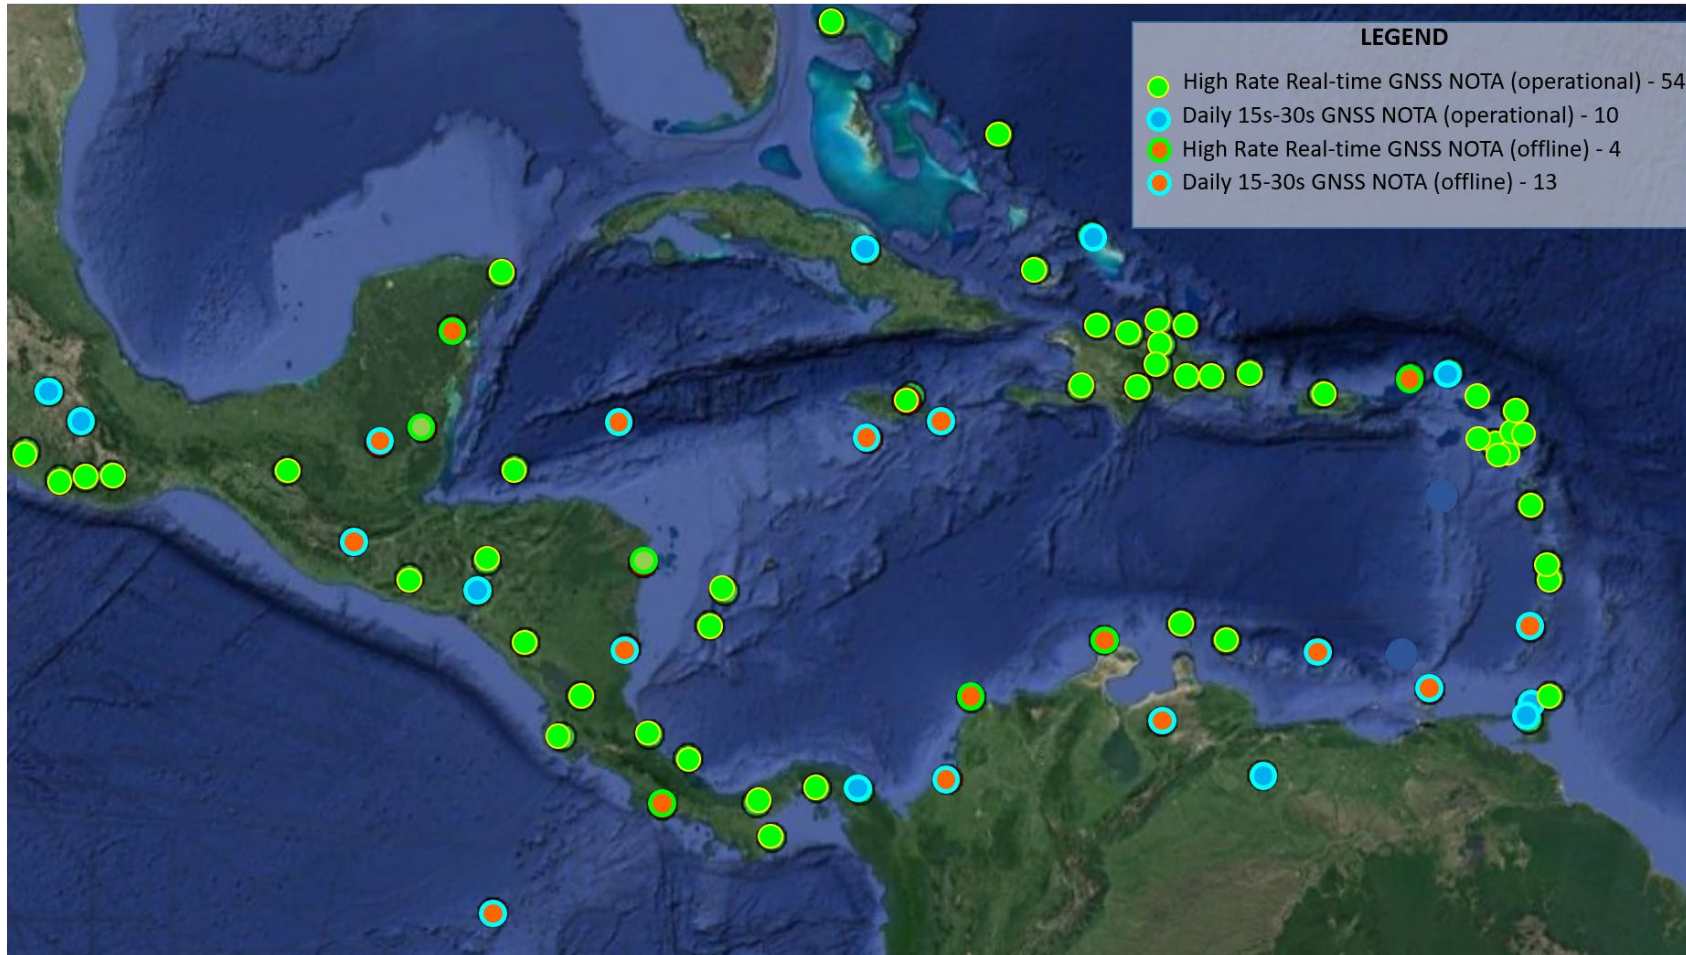 LEGEND
High Rate Real-time GNSS NOTA (operational) - 54
Daily 15s-30s GNSS NOTA (operational) - 10
High Rate Real-time GNSS NOTA (offline) - 4
Daily 15-30s GNSS NOTA (offline) - 13